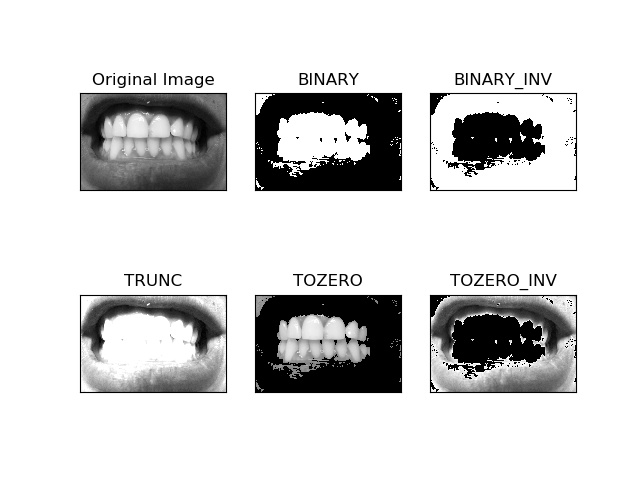 Original Image
BINARY
BINARY_INV
TRUNC
TOZERO
TOZERO_INV